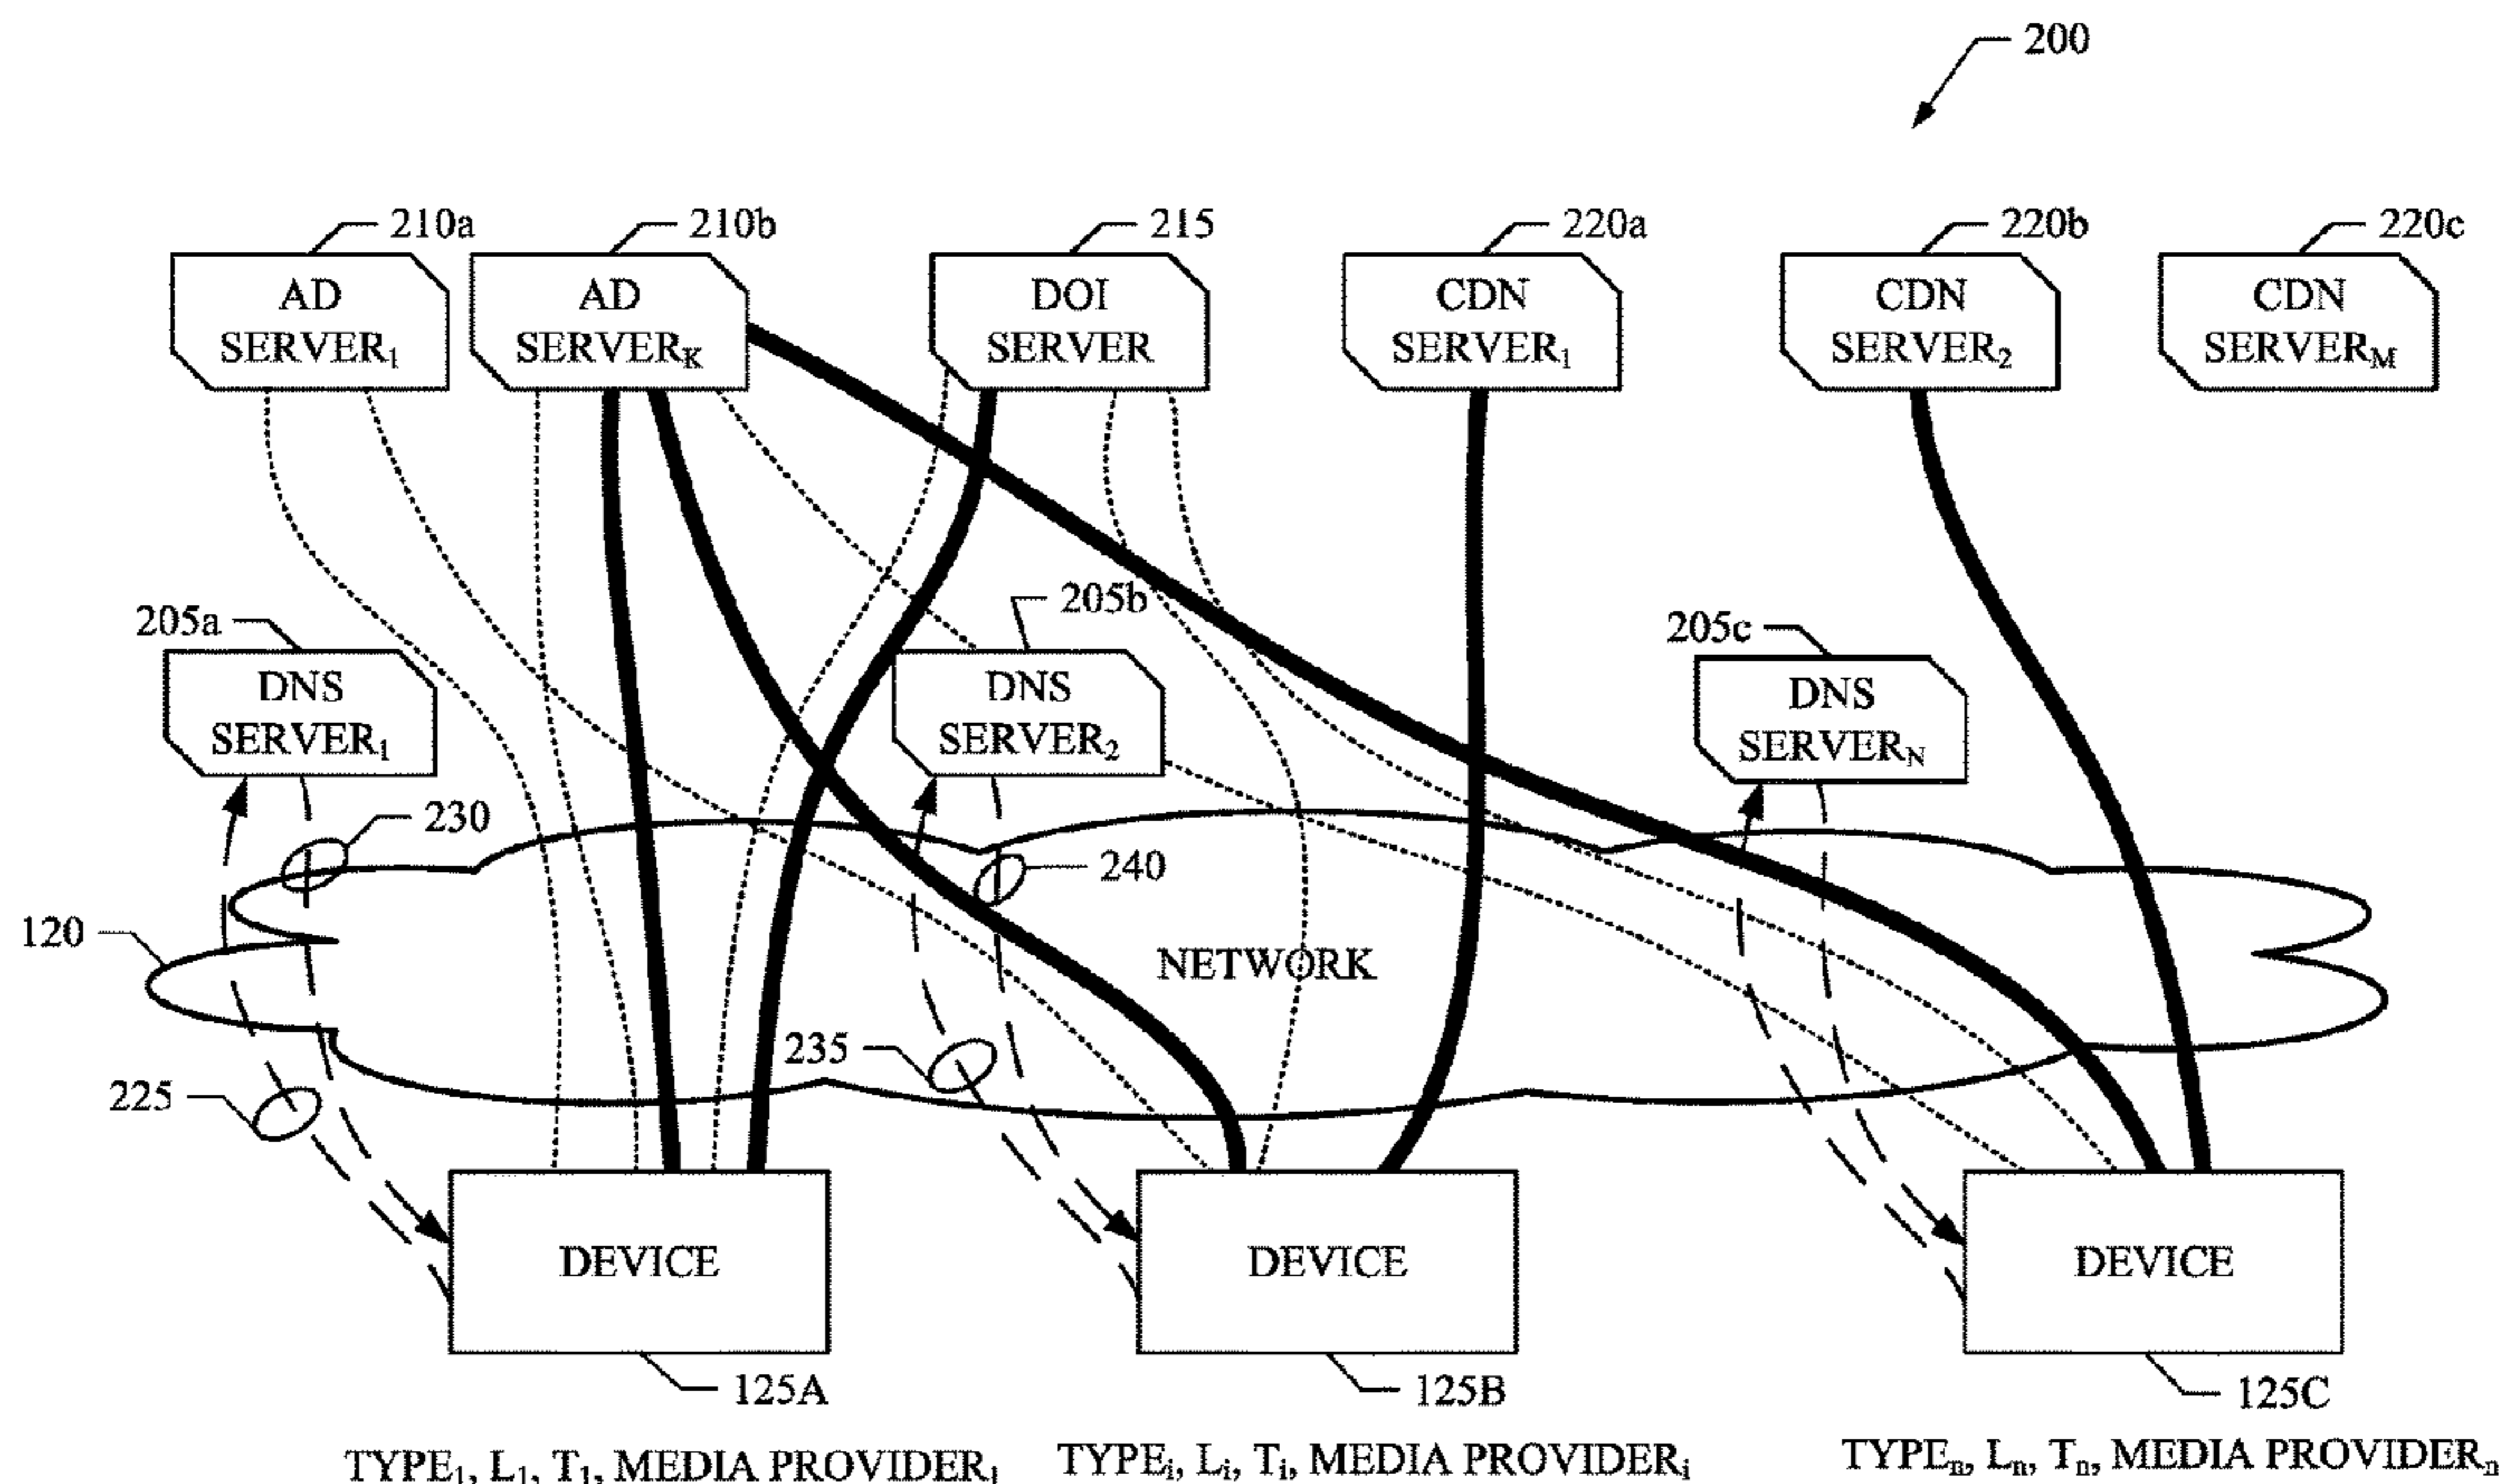 200
210a
210b
215
220a
220b
220c
AD
SERVER₁
AD
SERVERK
DOI
SERVER
CDN
SERVER₁
CDN
SERVER₂
CDN
SERVERM
205a
205b
205c
DNS
SERVER₁
DNS
SERVER₂
DNS
SERVERN
230
240
120
NETWORK
235
225
DEVICE
DEVICE
DEVICE
125A
125B
125C
TYPE₁, L₁, T₁, MEDIA PROVIDER₁
TYPEᵢ, Lᵢ, Tᵢ, MEDIA PROVIDERᵢ
TYPEₙ, Lₙ, Tₙ, MEDIA PROVIDERₙ